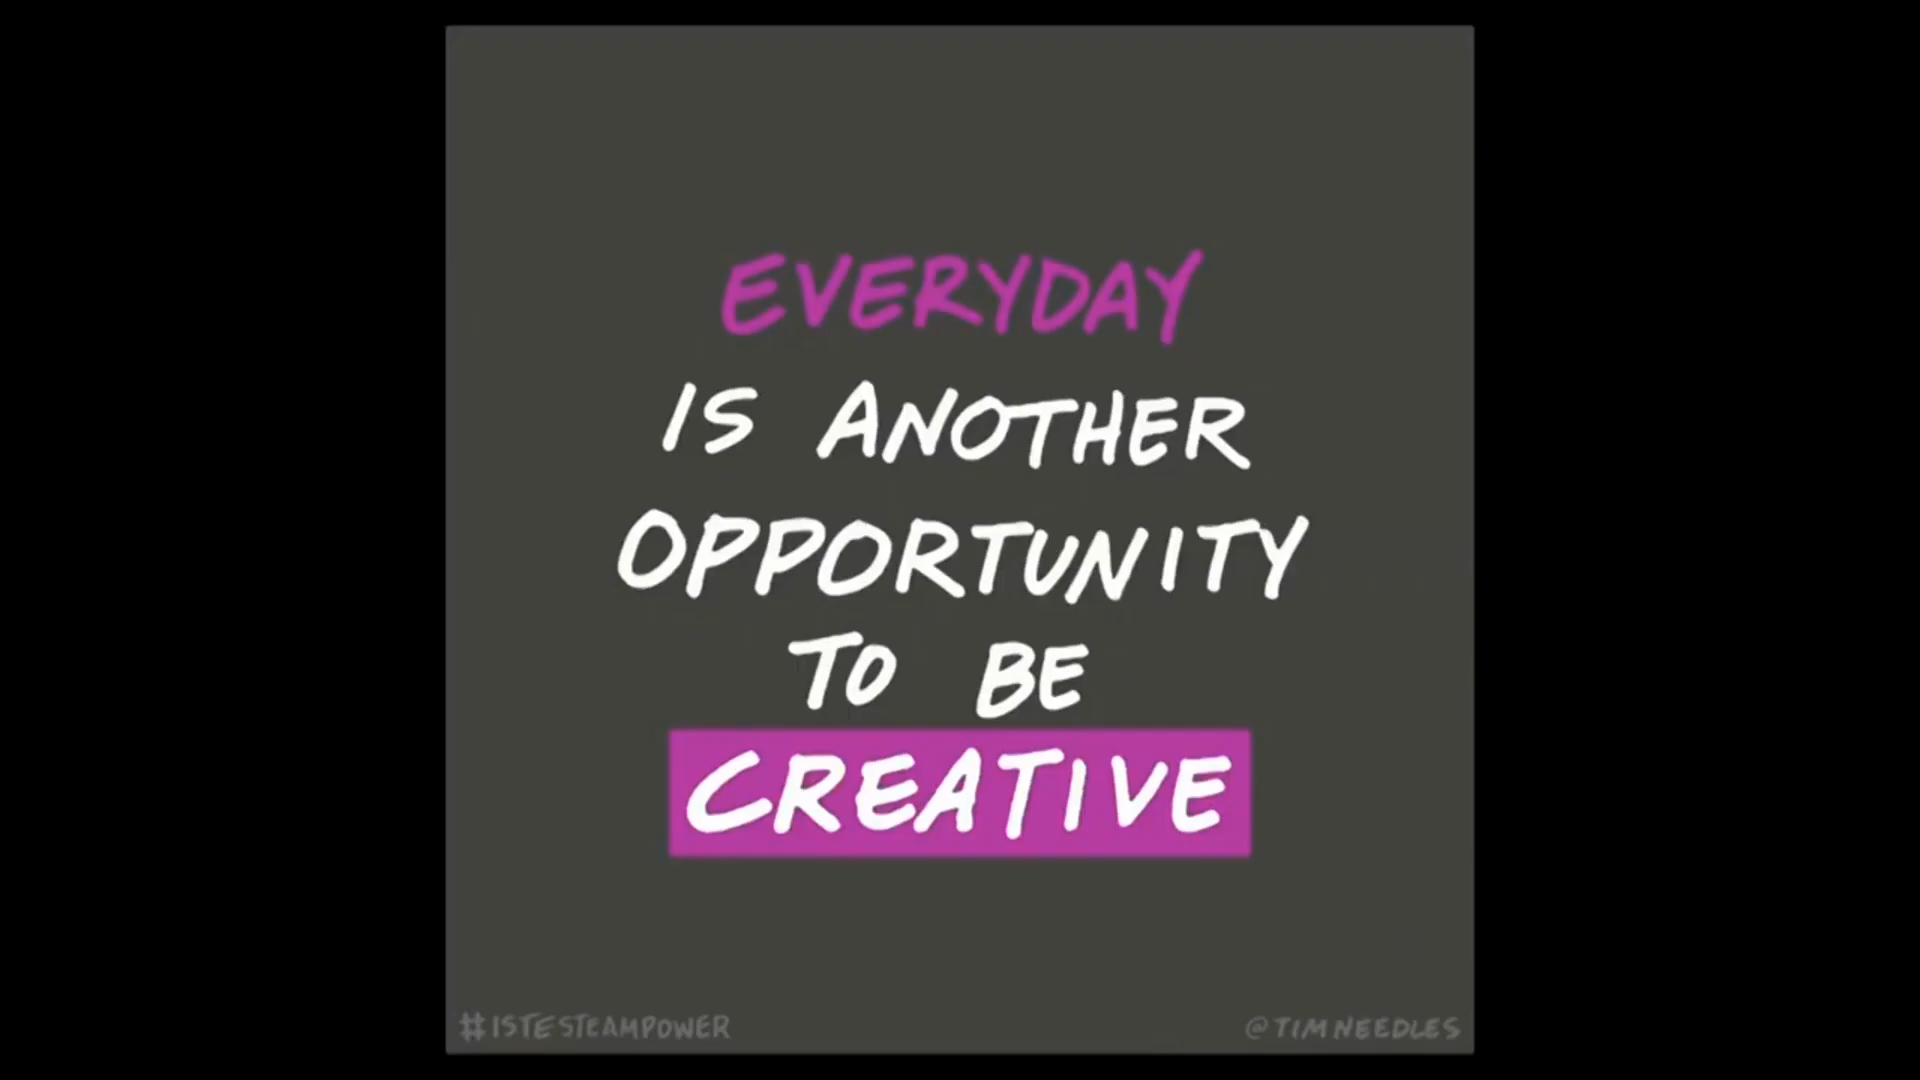 EVERYDAY
IS ANOTHER
OPPORTUNITY
TO BE
CREATIVE
#ISTESTEAMPOWER
@TIMNEEDLES